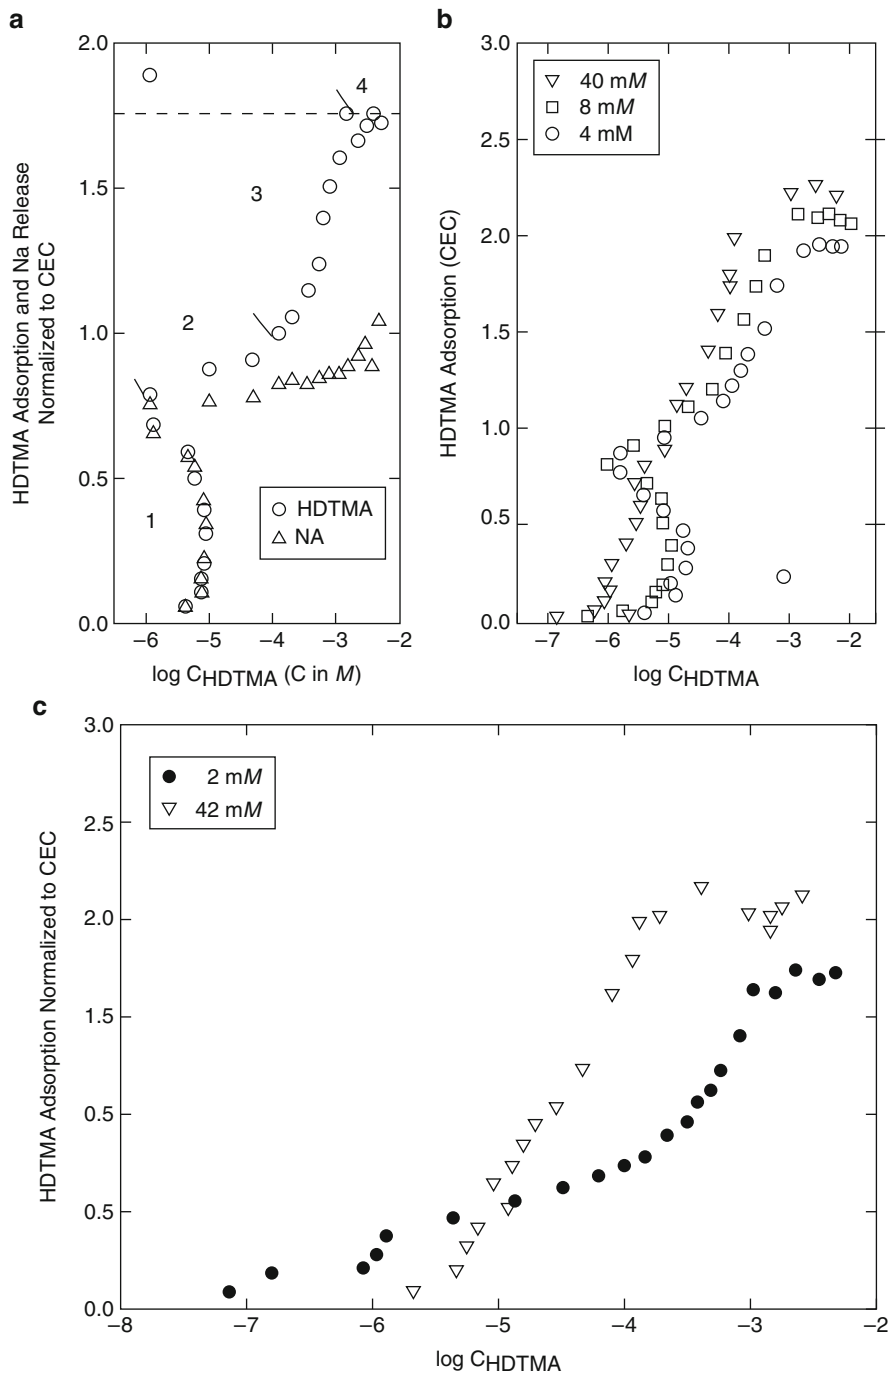 a
2.0
1.5
1.0
0.5
0.0
HDTMA Adsorption and Na Release
Normalized to CEC
4
3
2
1
HDTMA
NA
−6
−5
−4
−3
−2
log CHDTMA (C in M)
b
3.0
2.5
2.0
1.5
1.0
0.5
0.0
HDTMA Adsorption (CEC)
40 mM
8 mM
4 mM
−7
−6
−5
−4
−3
−2
log CHDTMA
c
3.0
2.5
2.0
1.5
0.5
0.5
0.0
HDTMA Adsorption Normalized to CEC
2 mM
42 mM
−8
−7
−6
−5
−4
−3
−2
log CHDTMA